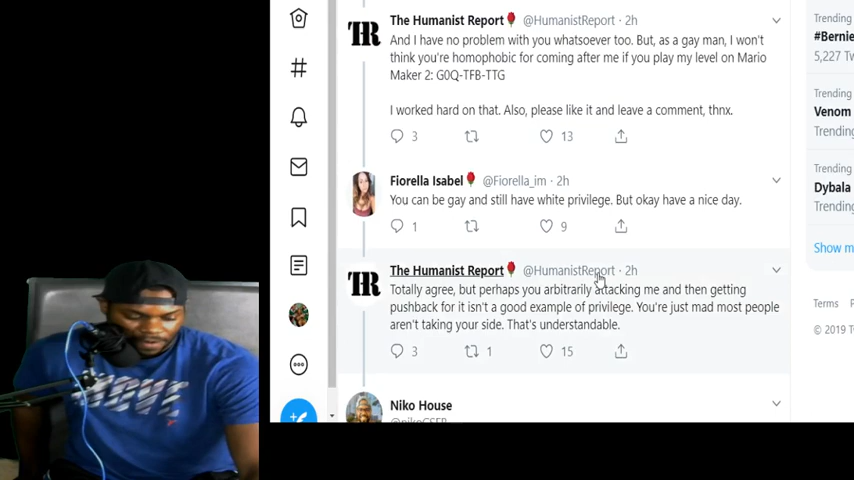 The Humanist Report🌹 @HumanistReport · 2h
And I have no problem with you whatsoever too. But, as a gay man, I won't
think you're homophobic for coming after me if you play my level on Mario
Maker 2: G0Q-TFB-TTG
I worked hard on that. Also, please like it and leave a comment, thnx.
3 13
Fiorella Isabel🌹 @Fiorella_im · 2h
You can be gay and still have white privilege. But okay have a nice day.
1 9
The Humanist Report🌹 @HumanistReport · 2h
Totally agree, but perhaps you arbitrarily attacking me and then getting
pushback for it isn't a good example of privilege. You're just mad most people
aren't taking your side. That's understandable.
3 1 15
Niko House
Trending
#Bernie
5,227 Tw
Trending
Venom
Trending
Trending
Dybala
Trending
Show m
Terms P
© 2019 T
THR
THR
MOVE